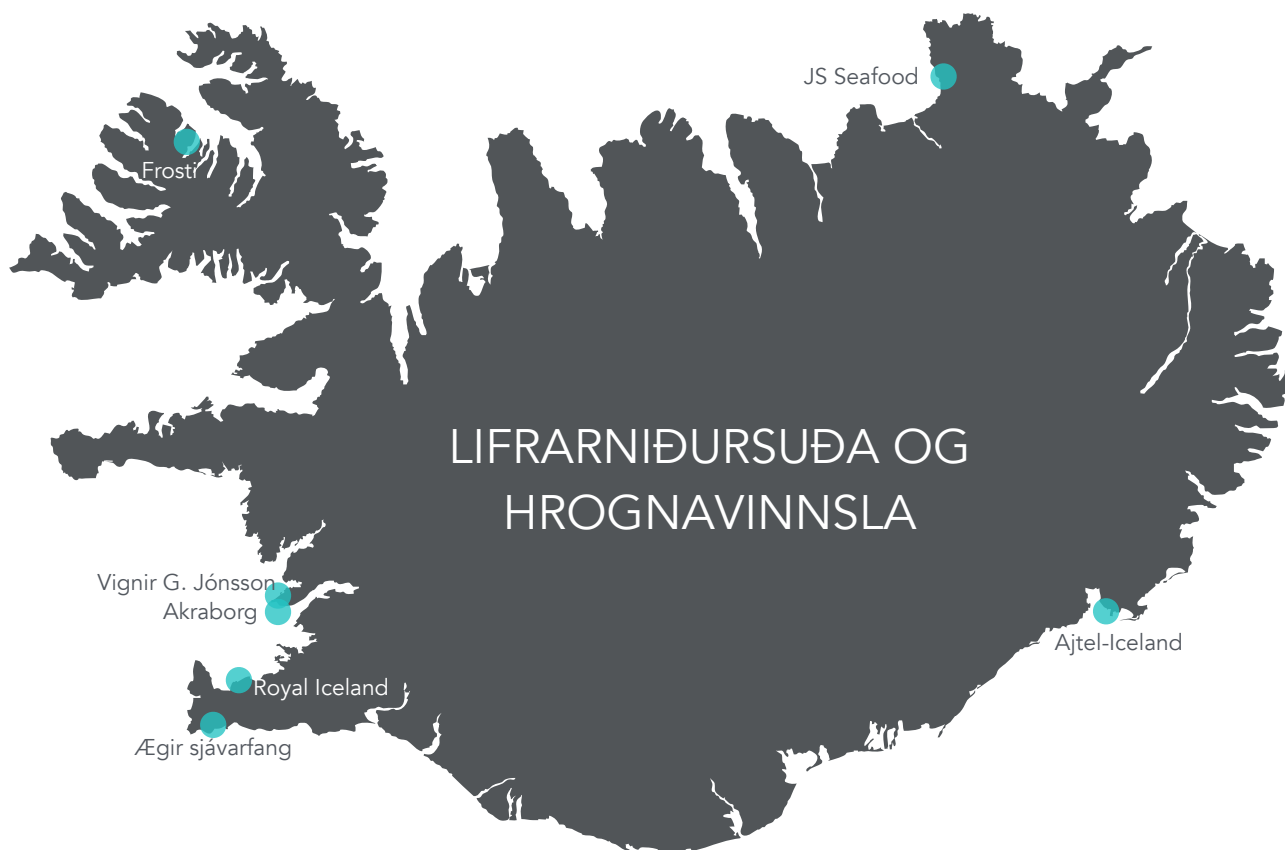 JS Seafood
Frosti
LIFRARNIÐURSUÐA OG
HROGNAVINNSLA
Vignir G. Jónsson
Akraborg
Ajtel-Iceland
Royal Iceland
Ægir sjávarfang